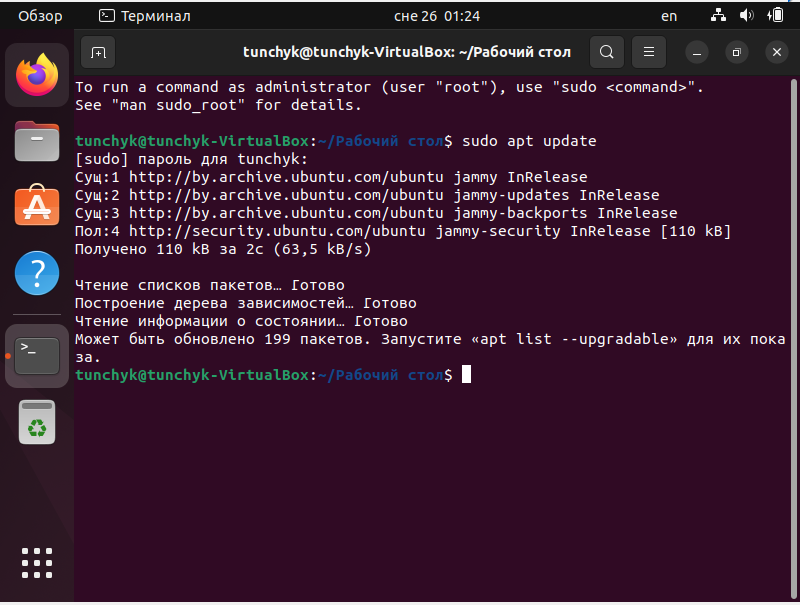 Обзор Терминал сне 26 01:24 en
tunchyk@tunchyk-VirtualBox: ~/Рабочий стол
To run a command as administrator (user "root"), use "sudo <command>".
See "man sudo_root" for details.
tunchyk@tunchyk-VirtualBox:~/Рабочий стол$ sudo apt update
[sudo] пароль для tunchyk:
Сущ:1 http://by.archive.ubuntu.com/ubuntu jammy InRelease
Сущ:2 http://by.archive.ubuntu.com/ubuntu jammy-updates InRelease
Сущ:3 http://by.archive.ubuntu.com/ubuntu jammy-backports InRelease
Пол:4 http://security.ubuntu.com/ubuntu jammy-security InRelease [110 kB]
Получено 110 kB за 2с (63,5 kB/s)
Чтение списков пакетов… Готово
Построение дерева зависимостей… Готово
Чтение информации о состоянии… Готово
Может быть обновлено 199 пакетов. Запустите «apt list --upgradable» для их пока
за.
tunchyk@tunchyk-VirtualBox:~/Рабочий стол$